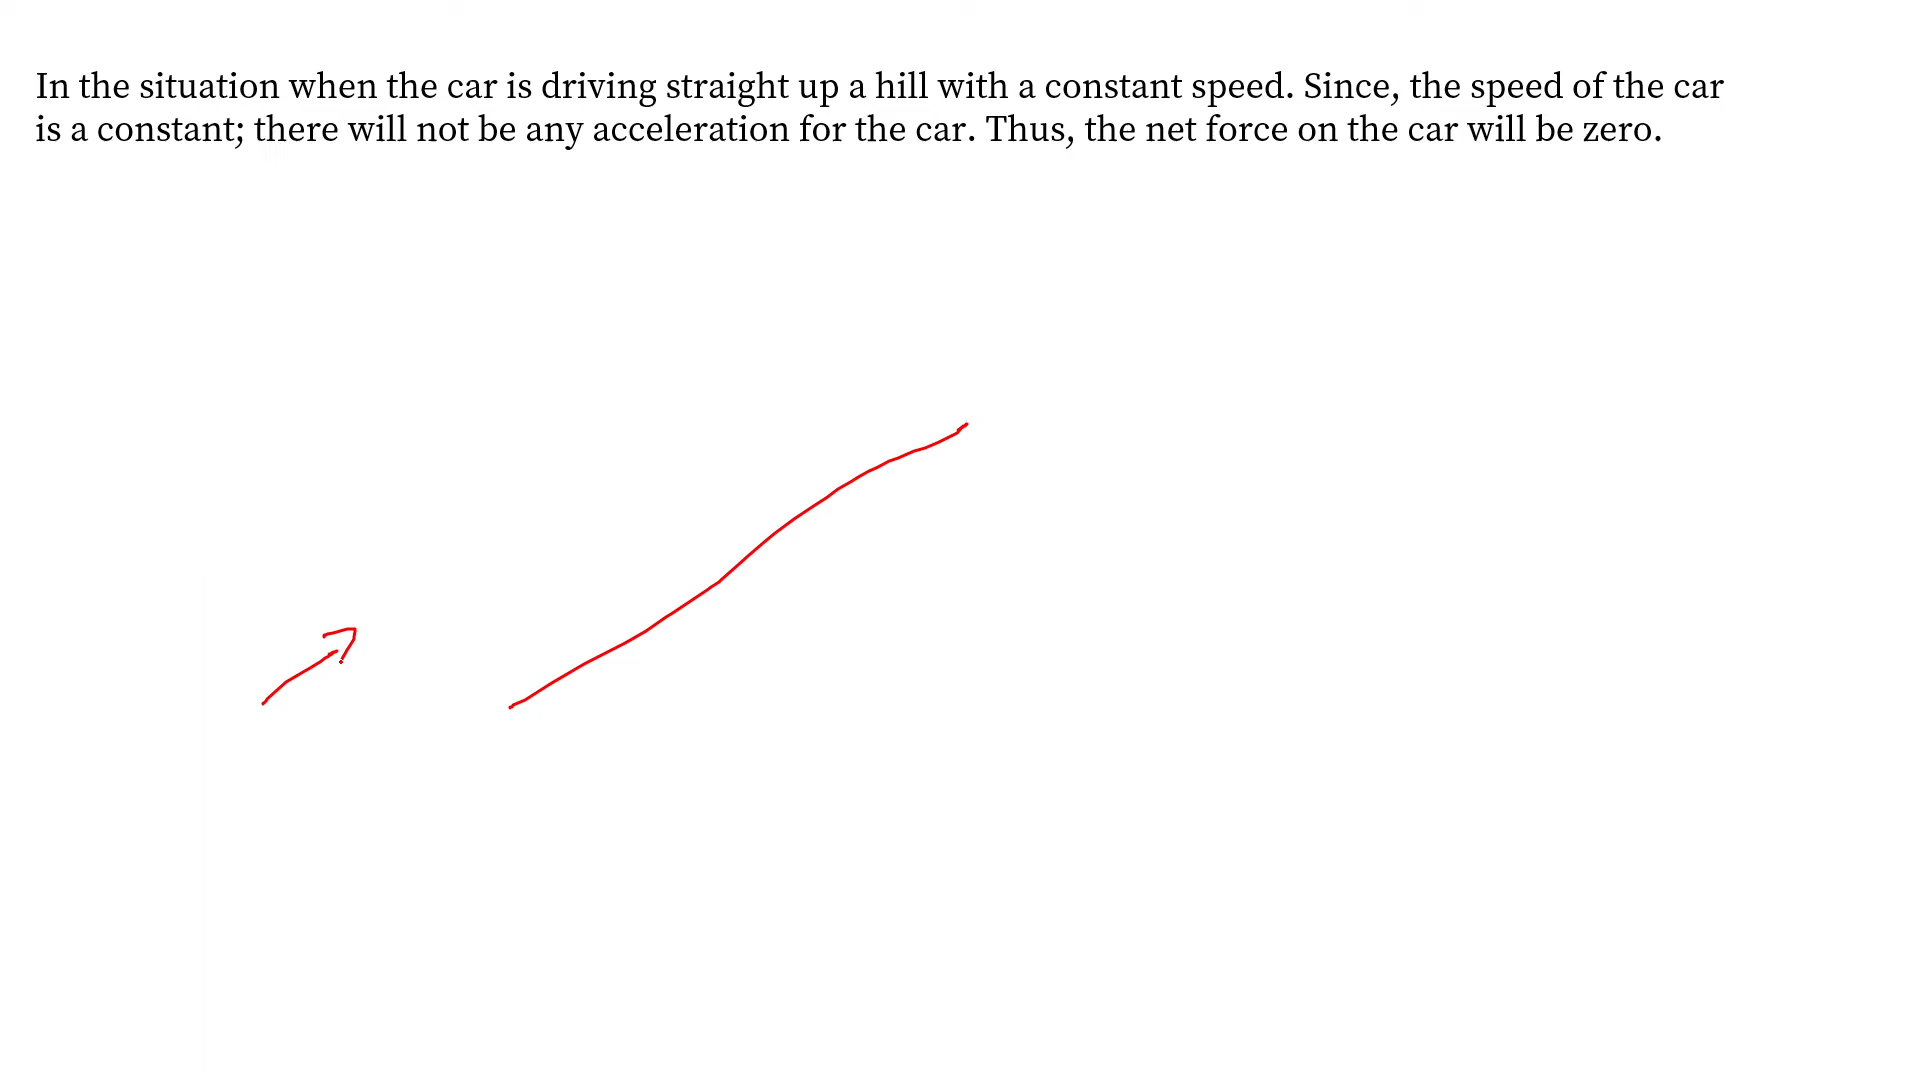 In the situation when the car is driving straight up a hill with a constant speed. Since, the speed of the car
is a constant; there will not be any acceleration for the car. Thus, the net force on the car will be zero.